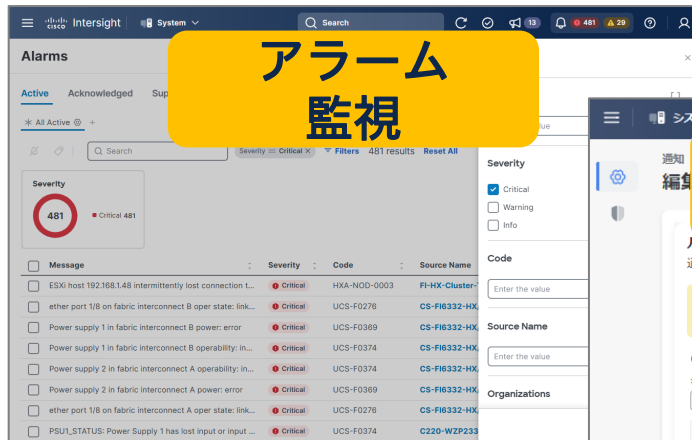 cisco Intersight System Search 13 481 29
アラーム
監視
Alarms
Active Acknowledged Sup
All Active +
Search Severity = Critical × Filters 481 results Reset All
Severity
481 Critical 481
Message Severity Code Source Name
ESXi host 192.168.1.48 intermittently lost connection t... Critical HXA-NOD-0003 FI-HX-Cluster-
ether port 1/8 on fabric interconnect B oper state: link... Critical UCS-F0276 CS-FI6332-HX
Power supply 1 in fabric interconnect B power: error Critical UCS-F0369 CS-FI6332-HX
Power supply 1 in fabric interconnect B operability: in... Critical UCS-F0374 CS-FI6332-HX
Power supply 2 in fabric interconnect A operability: in... Critical UCS-F0374 CS-FI6332-HX
Power supply 2 in fabric interconnect A power: error Critical UCS-F0369 CS-FI6332-HX
ether port 1/8 on fabric interconnect A oper state: link... Critical UCS-F0276 CS-FI6332-HX
PSU1_STATUS: Power Supply 1 has lost input or input ... Critical UCS-F0374 C220-WZP233
lue
Severity
Critical
Warning
Info
Code
Enter the value
Source Name
Enter the value
Organizations
シス
通知
編集